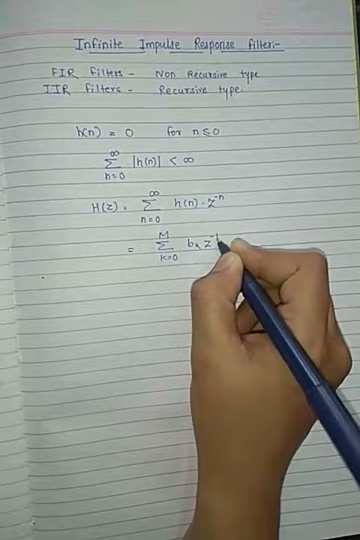 Infinite Impulse Response filter:-
FIR filters - Non Recursive type
IIR filters - Recursive type.
h(n) = 0 for n ≤ 0
∞
∑ |h(n)| < ∞
n=0
∞
H(z) = ∑ h(n) · z⁻ⁿ
n=0
M
= ∑ bₖ z⁻
k=0